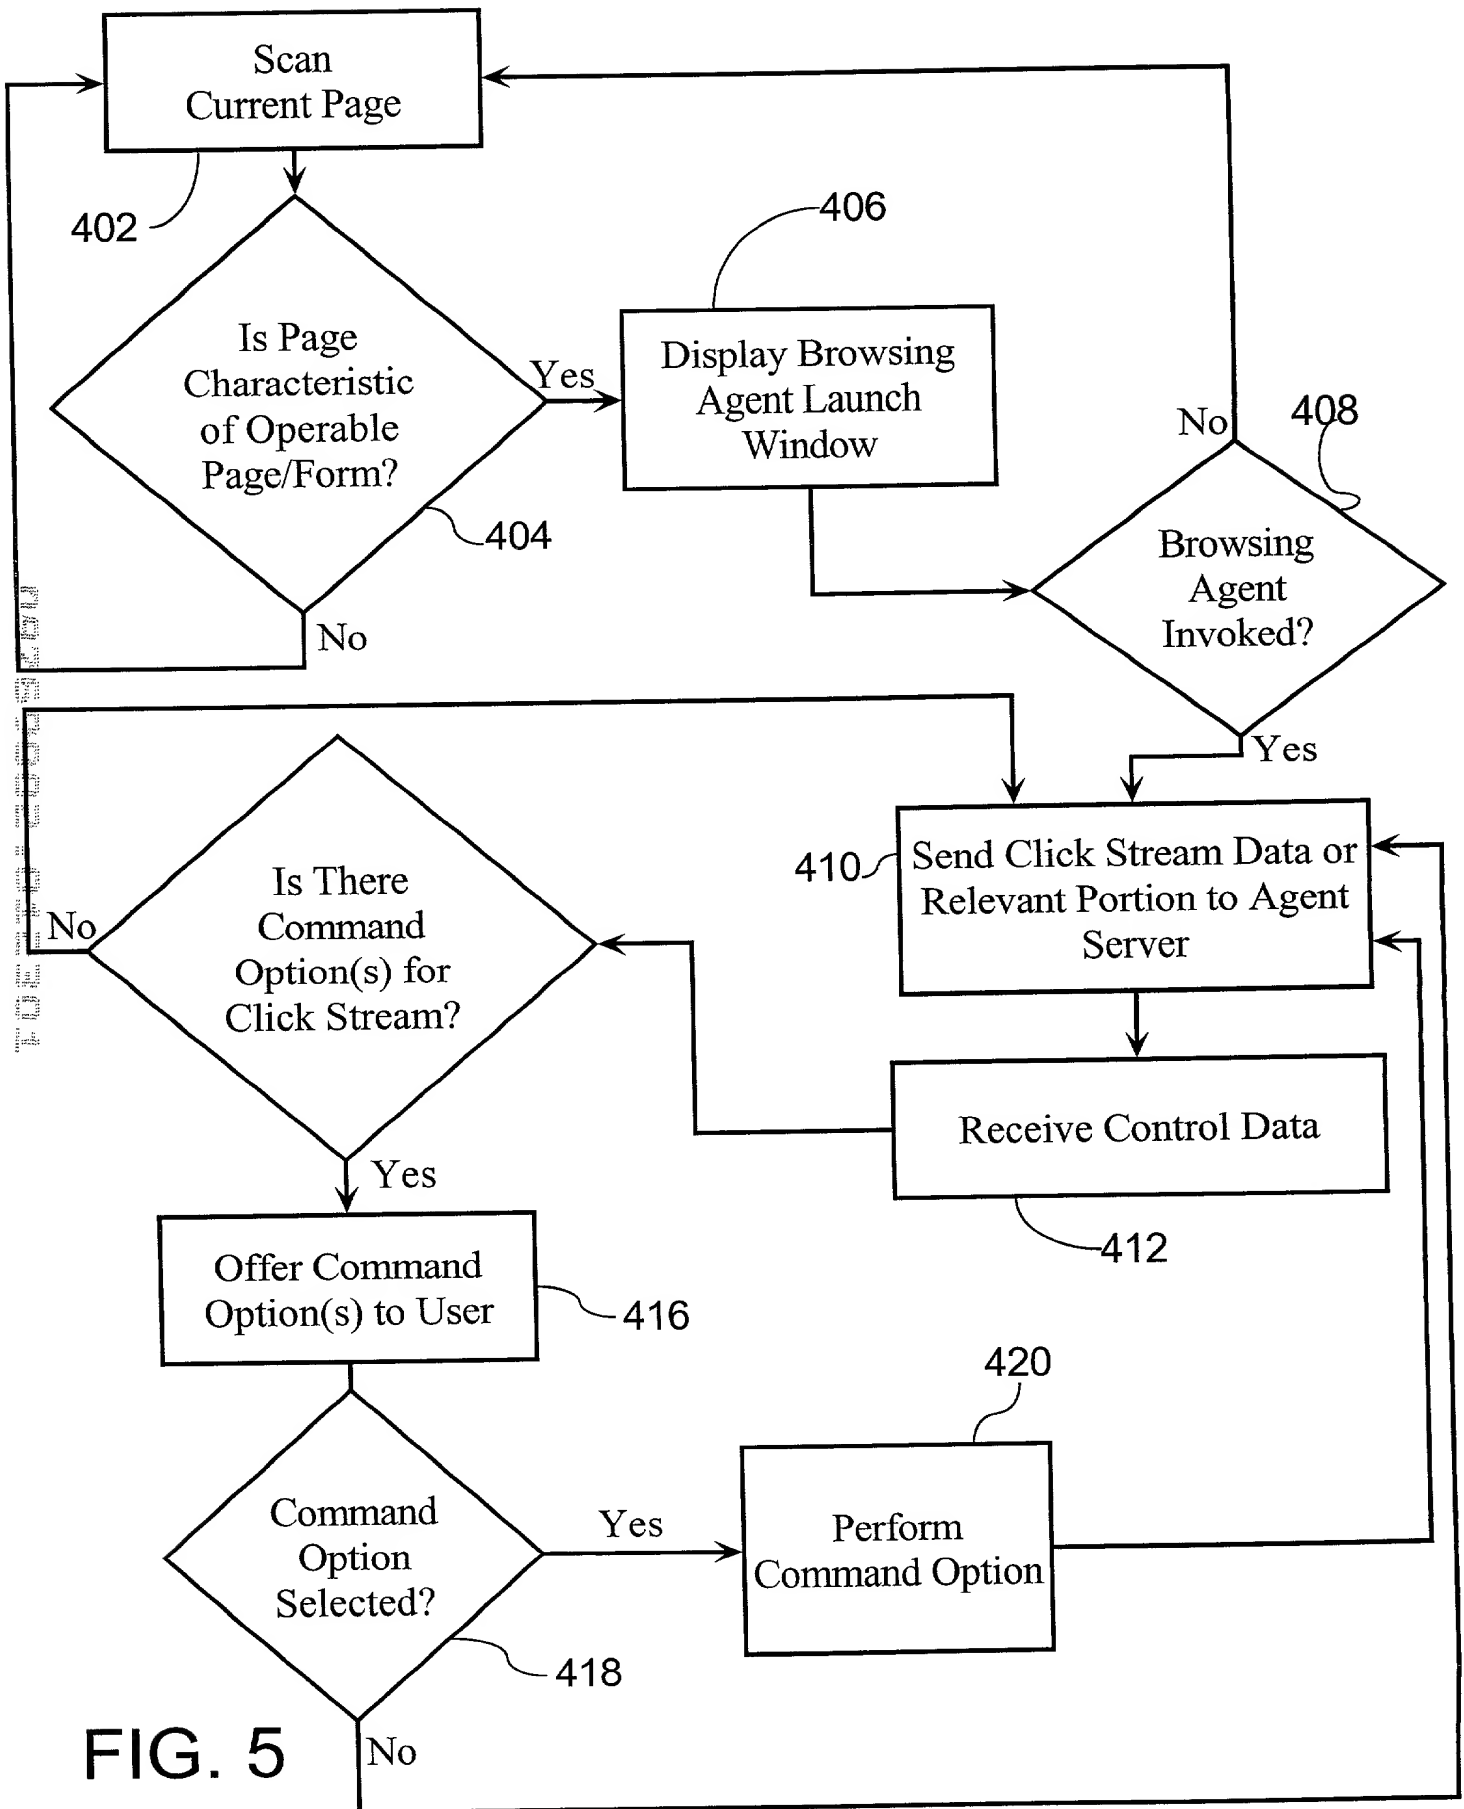 Scan
Current Page
402
406
Is Page
Characteristic
of Operable
Page/Form?
Yes
Display Browsing
Agent Launch
Window
No
408
404
Browsing
Agent
Invoked?
No
Yes
410
Send Click Stream Data or
Relevant Portion to Agent
Server
Is There
Command
Option(s) for
Click Stream?
No
Receive Control Data
Yes
412
Offer Command
Option(s) to User
416
420
Command
Option
Selected?
Yes
Perform
Command Option
418
No
FIG. 5